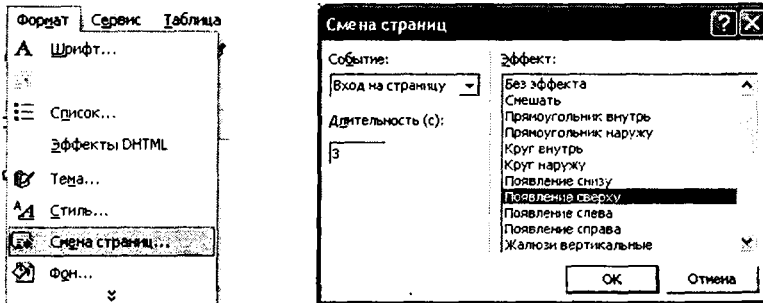 Формат Сервис Таблица
Шрифт...
Список...
Эффекты DHTML
Тема...
Стиль...
Смена страниц...
Фон...
Смена страниц
Событие:
Вход на страницу
Длительность (с):
3
Эффект:
Без эффекта
Смешать
Прямоугольник внутрь
Прямоугольник наружу
Круг внутрь
Круг наружу
Появление снизу
Появление сверху
Появление слева
Появление справа
Жалюзи вертикальные
ОК Отмена